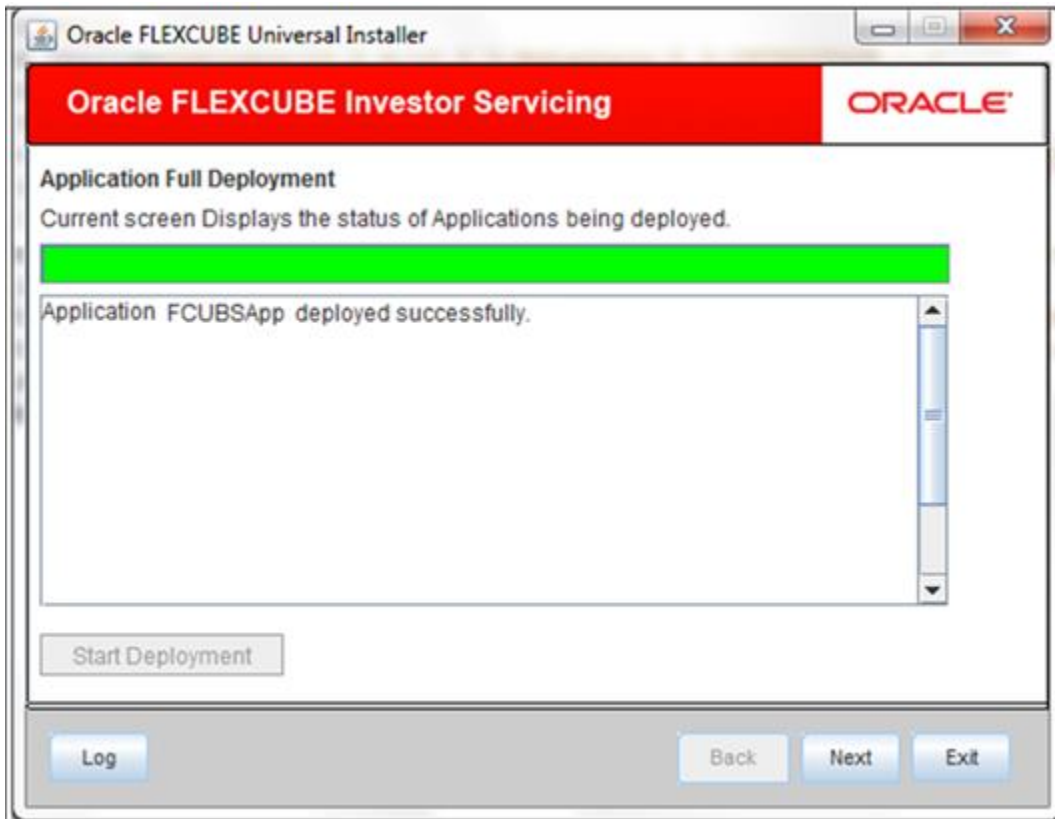 Oracle FLEXCUBE Universal Installer
Oracle FLEXCUBE Investor Servicing ORACLE
Application Full Deployment
Current screen Displays the status of Applications being deployed.
Application FCUBSApp deployed successfully.
Start Deployment
Log Back Next Exit